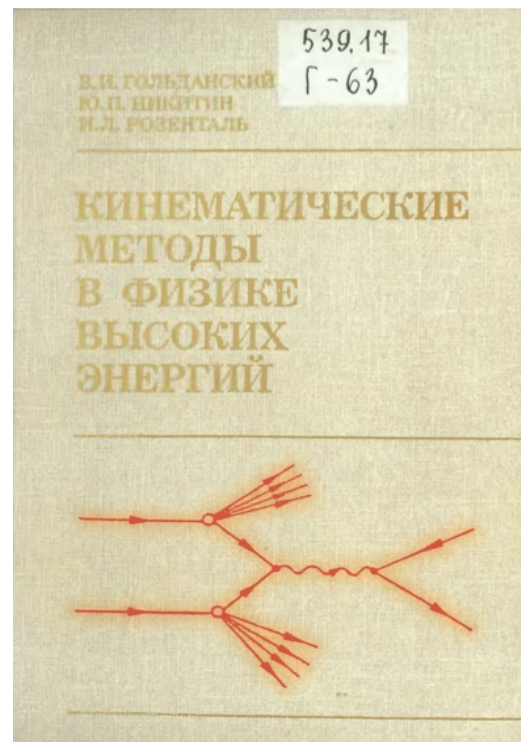 539.17
Г-63
В.И. ГОЛЬДАНСКИЙ
Ю.П. НИКИТИН
И.Л. РОЗЕНТАЛЬ
КИНЕМАТИЧЕСКИЕ
МЕТОДЫ
В ФИЗИКЕ
ВЫСОКИХ
ЭНЕРГИЙ